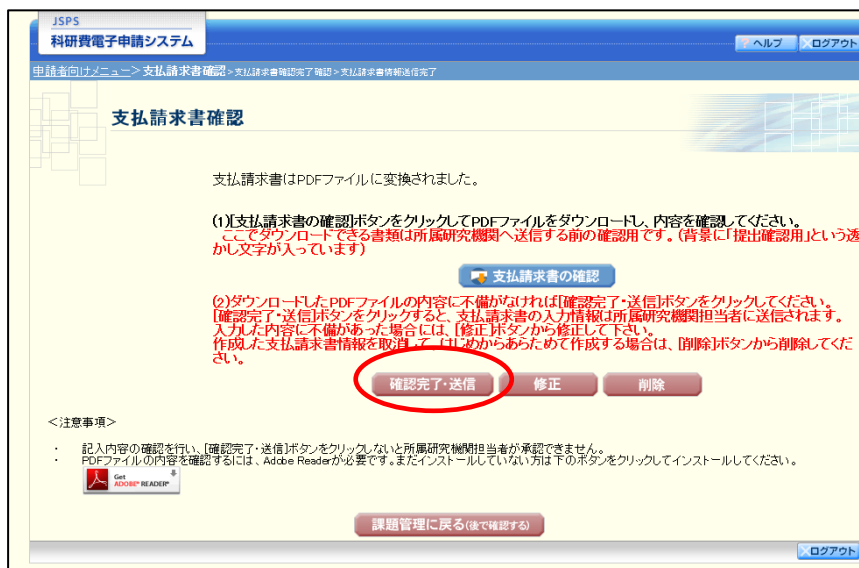 JSPS
科研費電子申請システム
? ヘルプ
ログアウト
申請者向けメニュー>支払請求書確認>支払請求書確認完了確認>支払請求書情報送信完了
支払請求書確認
支払請求書はPDFファイルに変換されました。
(1)[支払請求書の確認]ボタンをクリックしてPDFファイルをダウンロードし、内容を確認してください。
ここでダウンロードできる書類は所属研究機関へ送信する前の確認用です。(背景に「提出確認用」という透
かし文字が入っています)
支払請求書の確認
(2)ダウンロードしたPDFファイルの内容に不備がなければ[確認完了・送信]ボタンをクリックしてください。
[確認完了・送信]ボタンをクリックすると、支払請求書の入力情報は所属研究機関担当者に送信されます。
入力した内容に不備があった場合には、[修正]ボタンから修正して下さい。
作成した支払請求書情報を取消して、はじめからあらためて作成する場合は、[削除]ボタンから削除してくだ
さい。
確認完了・送信
修正
削除
<注意事項>
・ 記入内容の確認を行い、[確認完了・送信]ボタンをクリックしないと所属研究機関担当者が承認できません。
・ PDFファイルの内容を確認するには、Adobe Readerが必要です。まだインストールしていない方は下のボタンをクリックしてインストールしてください。
Get
ADOBE® READER®
課題管理に戻る(後で確認する)
ログアウト